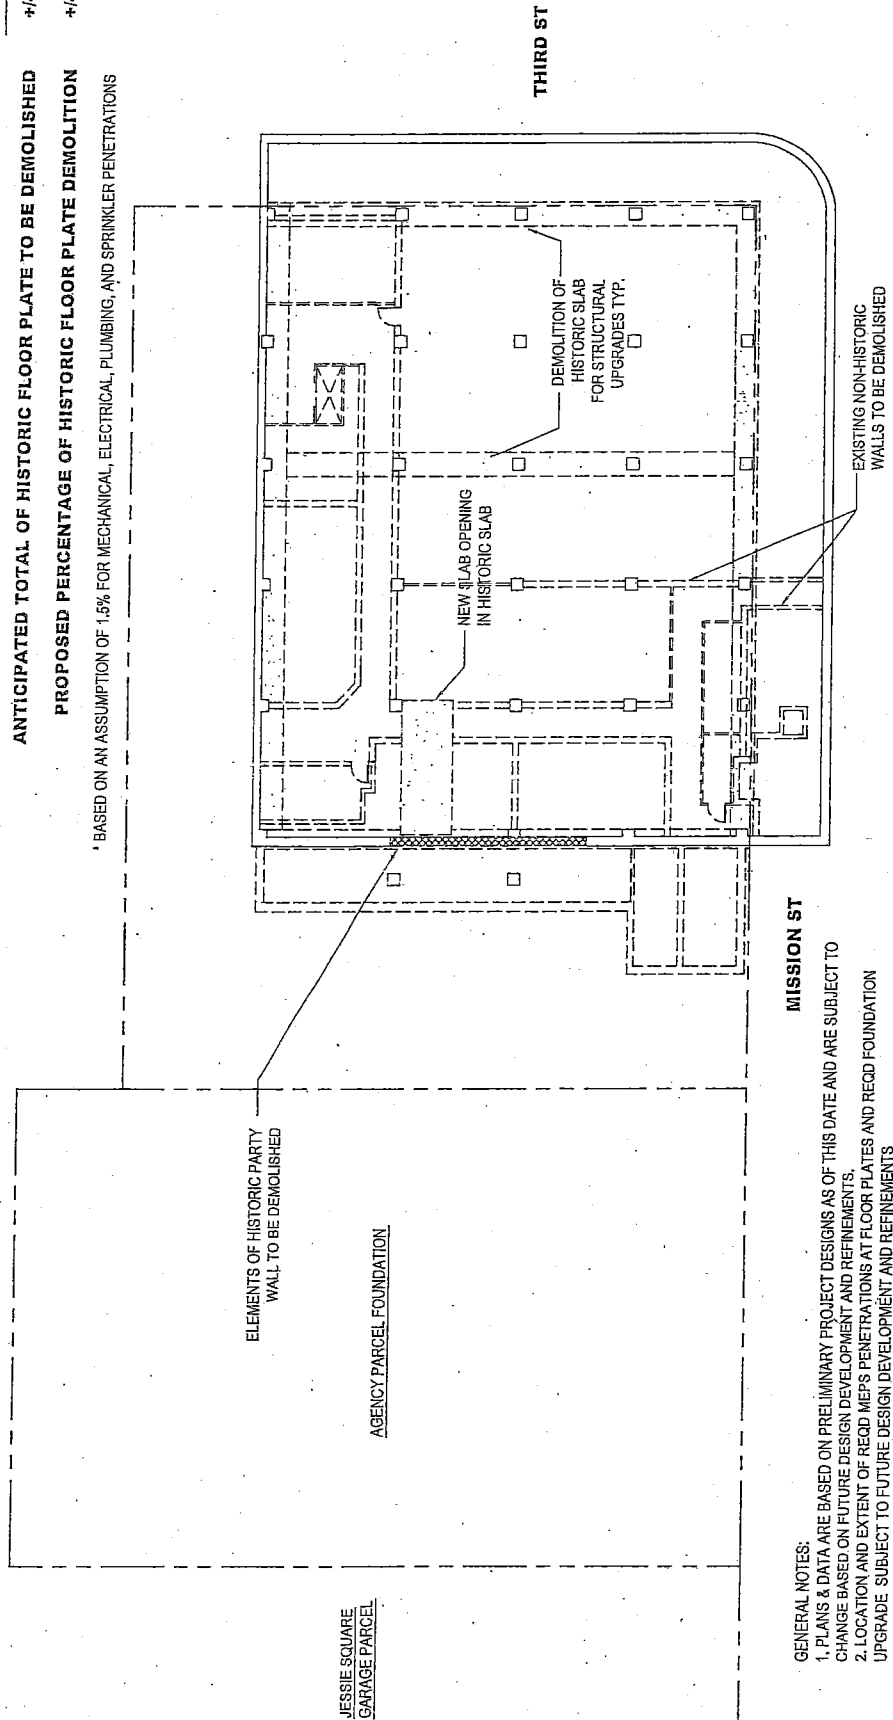 +/-
ANTICIPATED TOTAL OF HISTORIC FLOOR PLATE TO BE DEMOLISHED
+/-
PROPOSED PERCENTAGE OF HISTORIC FLOOR PLATE DEMOLITION
* BASED ON AN ASSUMPTION OF 1.5% FOR MECHANICAL, ELECTRICAL, PLUMBING, AND SPRINKLER PENETRATIONS
JESSIE SQUARE
GARAGE PARCEL
AGENCY PARCEL FOUNDATION
ELEMENTS OF HISTORIC PARTY
WALL TO BE DEMOLISHED
NEW SLAB OPENING
IN HISTORIC SLAB
DEMOLITION OF
HISTORIC SLAB
FOR STRUCTURAL
UPGRADES TYP.
THIRD ST
MISSION ST
EXISTING NON-HISTORIC
WALLS TO BE DEMOLISHED
GENERAL NOTES:
1. PLANS & DATA ARE BASED ON PRELIMINARY PROJECT DESIGNS AS OF THIS DATE AND ARE SUBJECT TO
CHANGE BASED ON FUTURE DESIGN DEVELOPMENT AND REFINEMENTS.
2. LOCATION AND EXTENT OF REQD MEPS PENETRATIONS AT FLOOR PLATES AND REQD FOUNDATION
UPGRADE SUBJECT TO FUTURE DESIGN DEVELOPMENT AND REFINEMENTS